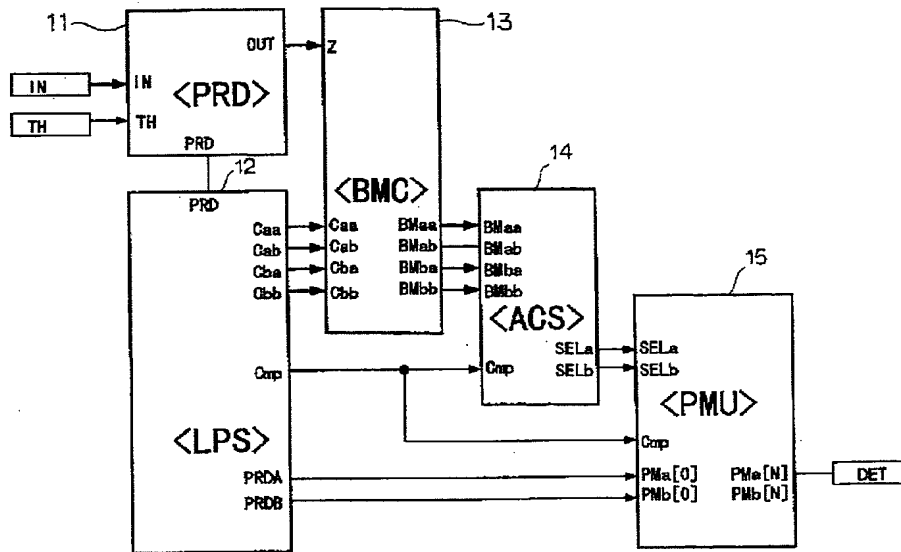 11
OUT
IN
IN
<PRD>
TH
TH
PRD
13
Z
<BMC>
Caa
Cab
Cba
Cbb
BMaa
BMab
BMba
BMbb
12
PRD
Caa
Cab
Cba
Cbb
Cmp
<LPS>
PRDA
PRDB
14
BMaa
BMab
BMba
BMbb
<ACS>
SELa
SELb
Cmp
15
SELa
SELb
<PMU>
Cmp
PMa[0]
PMb[0]
PMa[N]
PMb[N]
DET